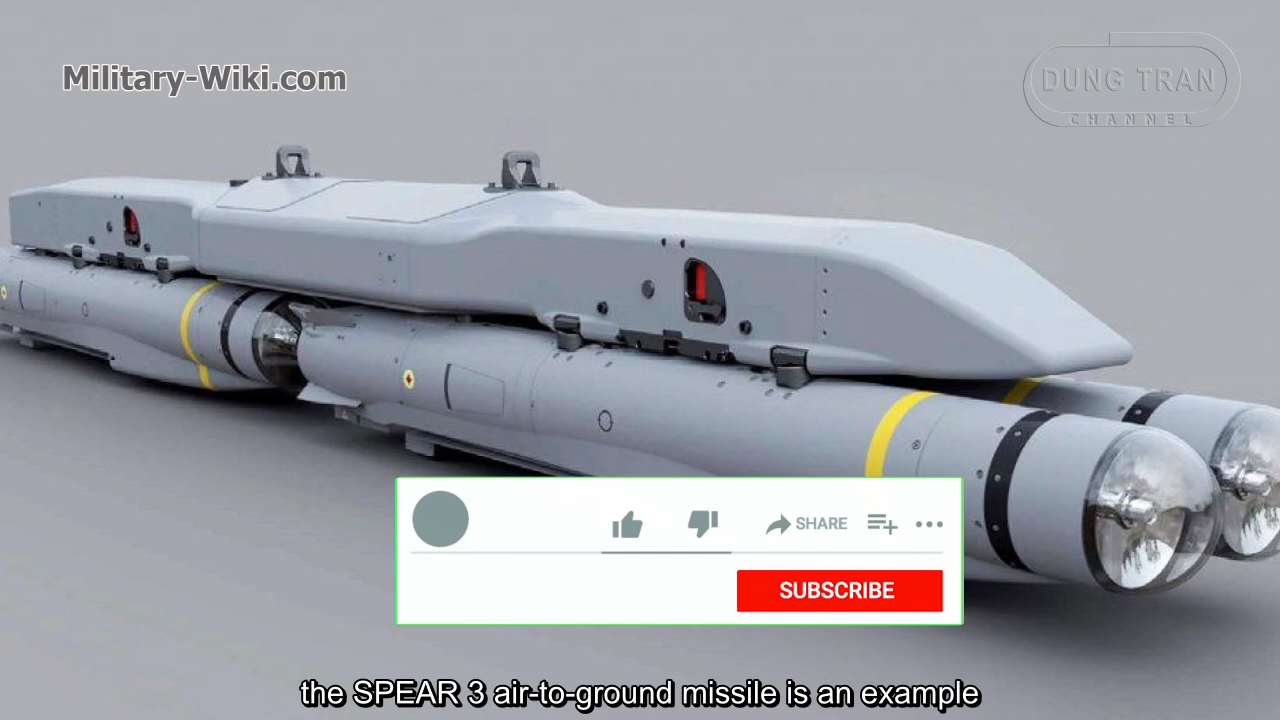 Military-Wiki.com
DUNG TRAN
CHANNEL
SHARE
SUBSCRIBE
the SPEAR 3 air-to-ground missile is an example